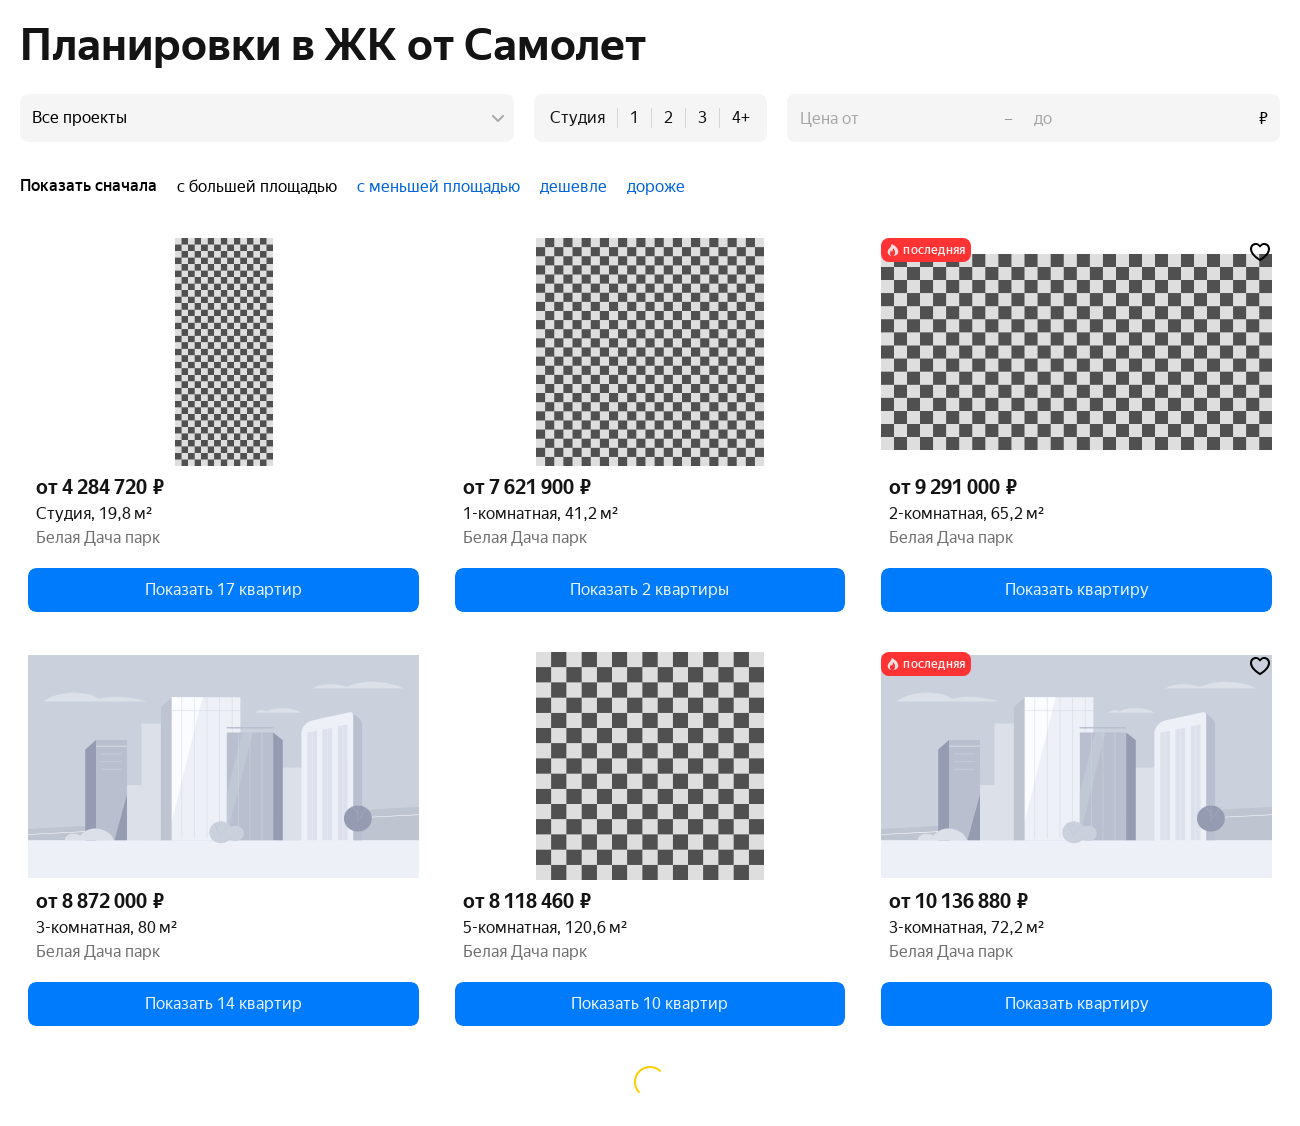 Планировки в ЖК от Самолет
Все проекты
Студия 1 2 3 4+
Цена от – до ₽
Показать сначала с большей площадью с меньшей площадью дешевле дороже
последняя
от 4 284 720 ₽
Студия, 19,8 м²
Белая Дача парк
Показать 17 квартир
от 7 621 900 ₽
1-комнатная, 41,2 м²
Белая Дача парк
Показать 2 квартиры
от 9 291 000 ₽
2-комнатная, 65,2 м²
Белая Дача парк
Показать квартиру
последняя
от 8 872 000 ₽
3-комнатная, 80 м²
Белая Дача парк
Показать 14 квартир
от 8 118 460 ₽
5-комнатная, 120,6 м²
Белая Дача парк
Показать 10 квартир
от 10 136 880 ₽
3-комнатная, 72,2 м²
Белая Дача парк
Показать квартиру